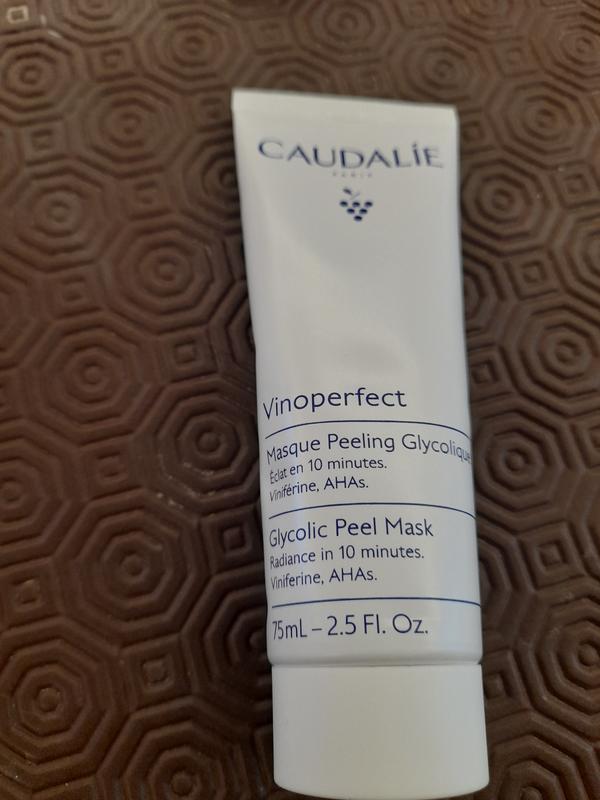 CAUDALÍE
PARIS
Vinoperfect
Masque Peeling Glycolique
Éclat en 10 minutes.
Viniférine, AHAs.
Glycolic Peel Mask
Radiance in 10 minutes.
Viniferine, AHAs.
75mL – 2.5 Fl. Oz.